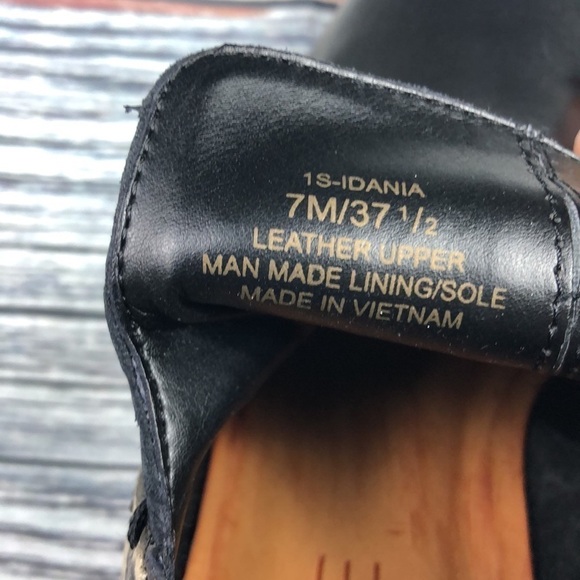 1S-IDANIA
7M/37 1/2
LEATHER UPPER
MAN MADE LINING/SOLE
MADE IN VIETNAM